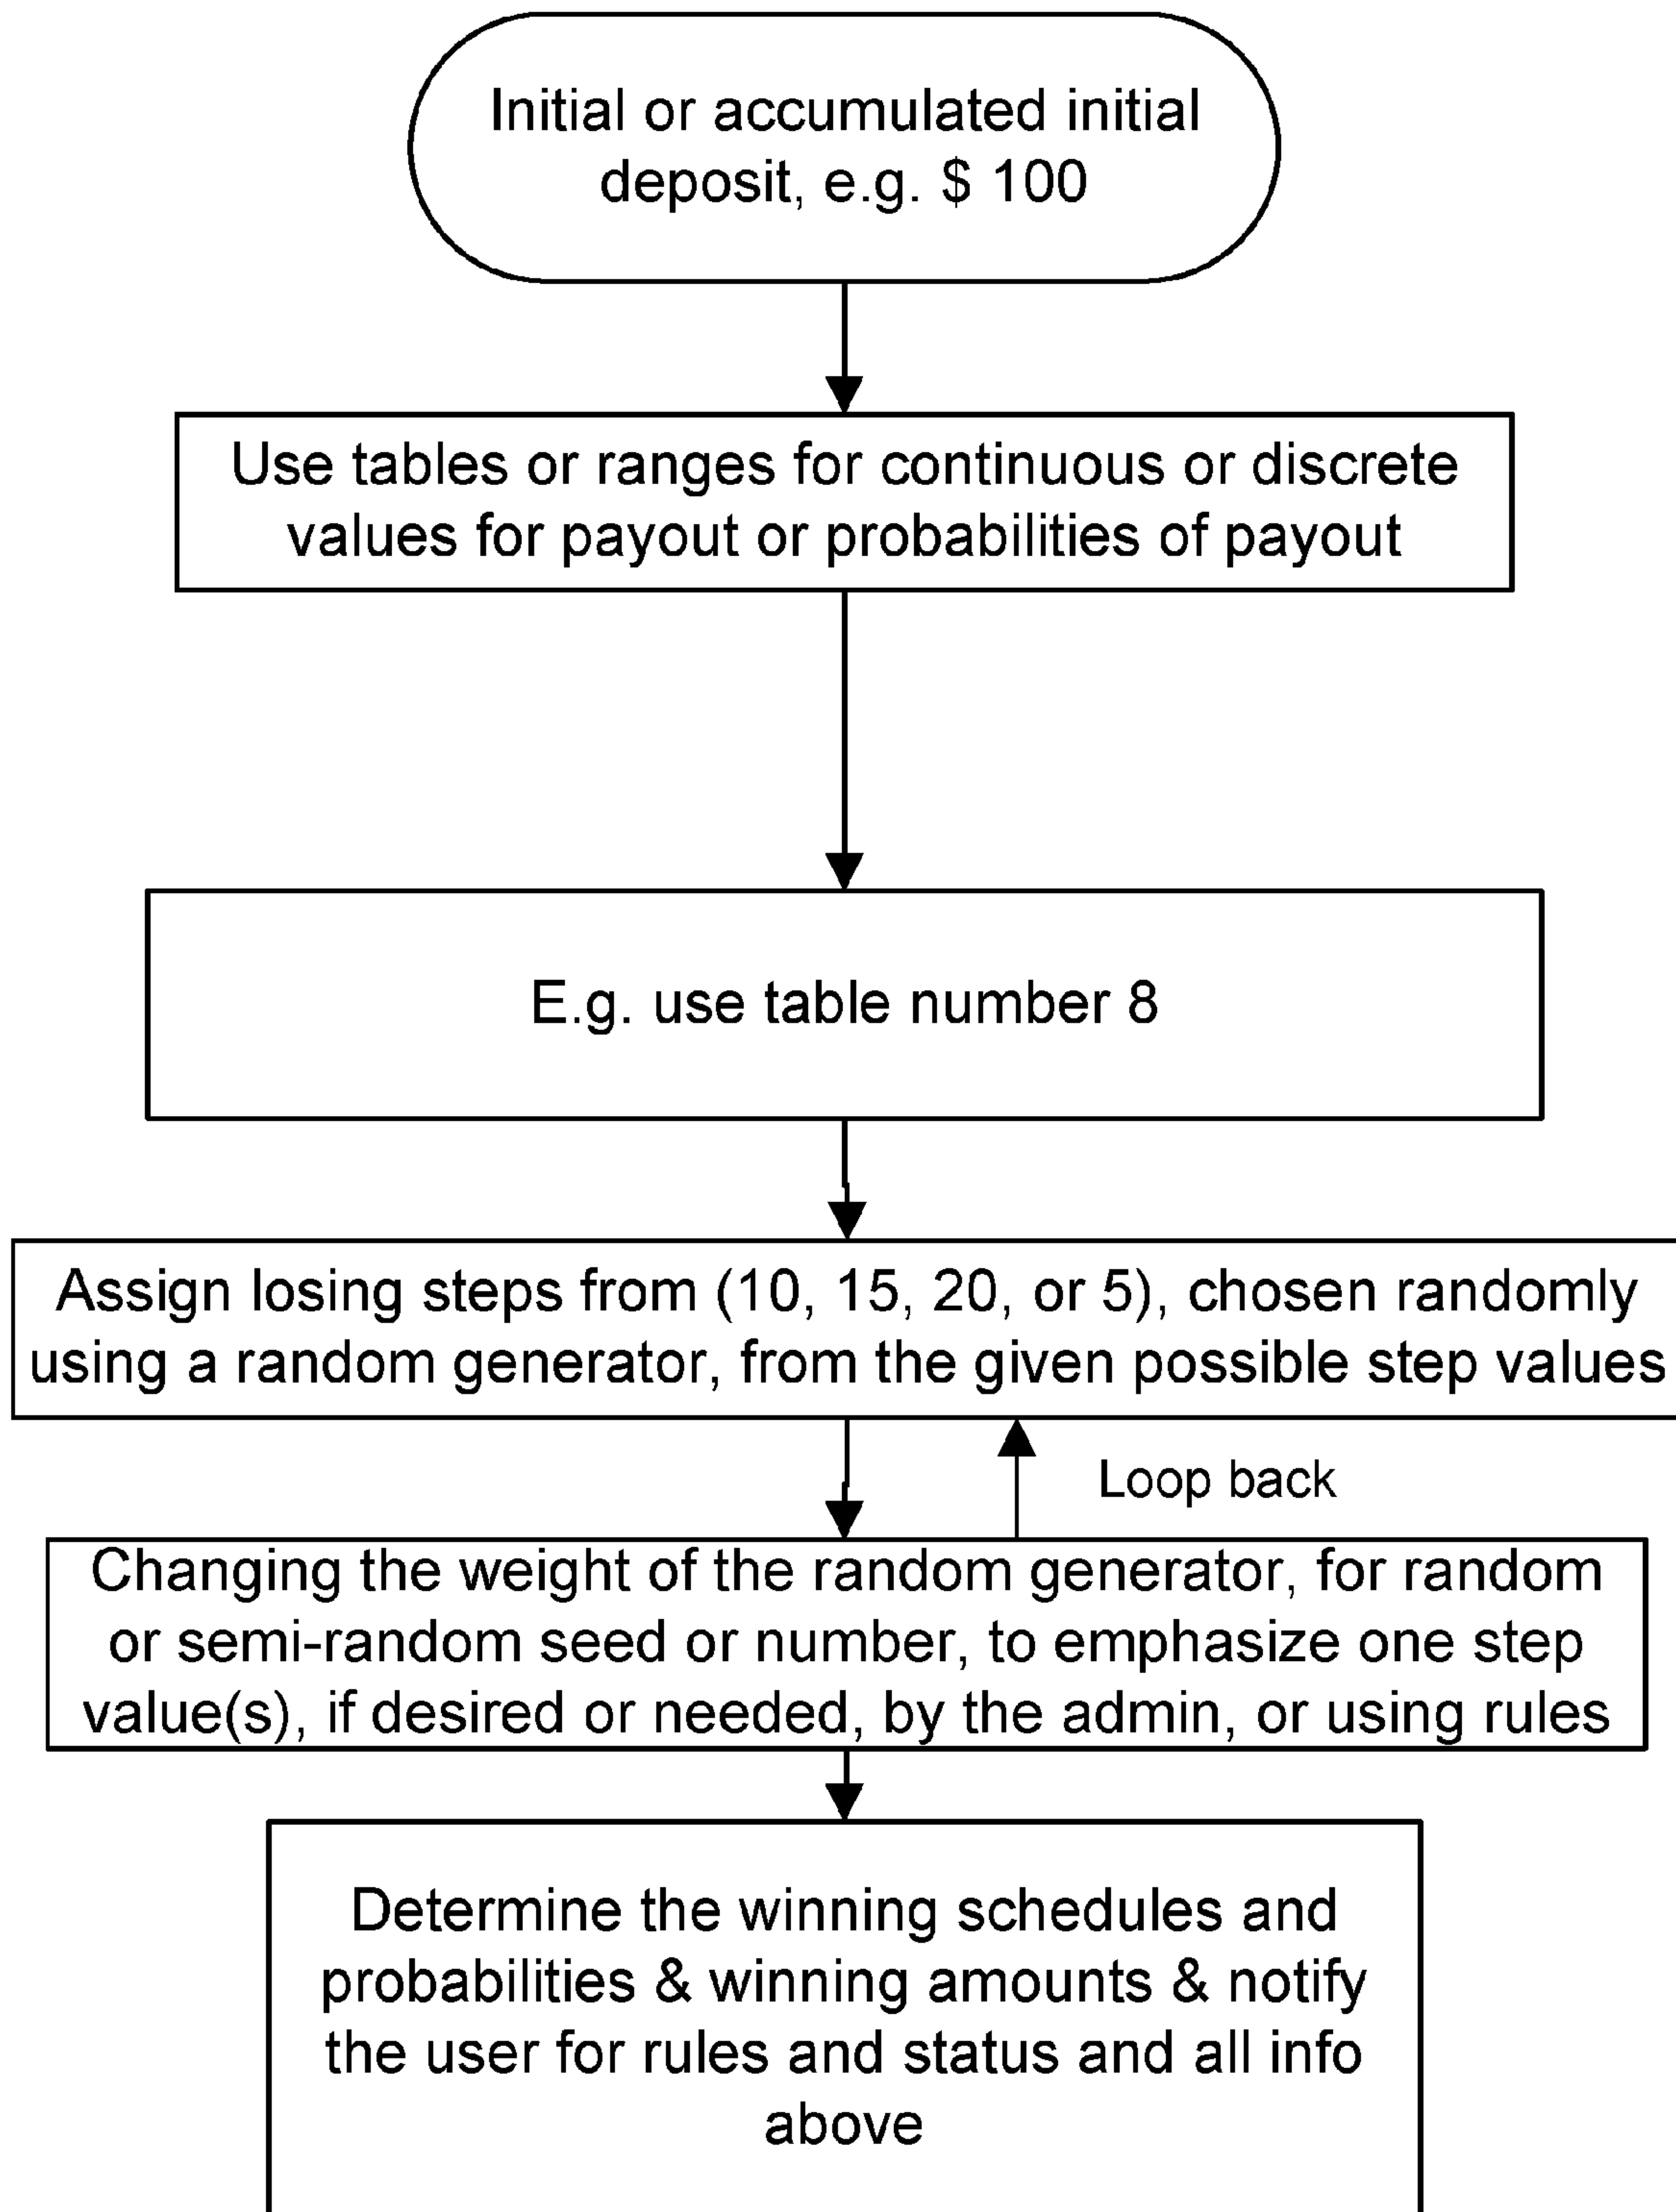 Initial or accumulated initial
deposit, e.g. $ 100
Use tables or ranges for continuous or discrete
values for payout or probabilities of payout
E.g. use table number 8
Assign losing steps from (10, 15, 20, or 5), chosen randomly
using a random generator, from the given possible step values
Loop back
Changing the weight of the random generator, for random
or semi-random seed or number, to emphasize one step
value(s), if desired or needed, by the admin, or using rules
Determine the winning schedules and
probabilities & winning amounts & notify
the user for rules and status and all info
above